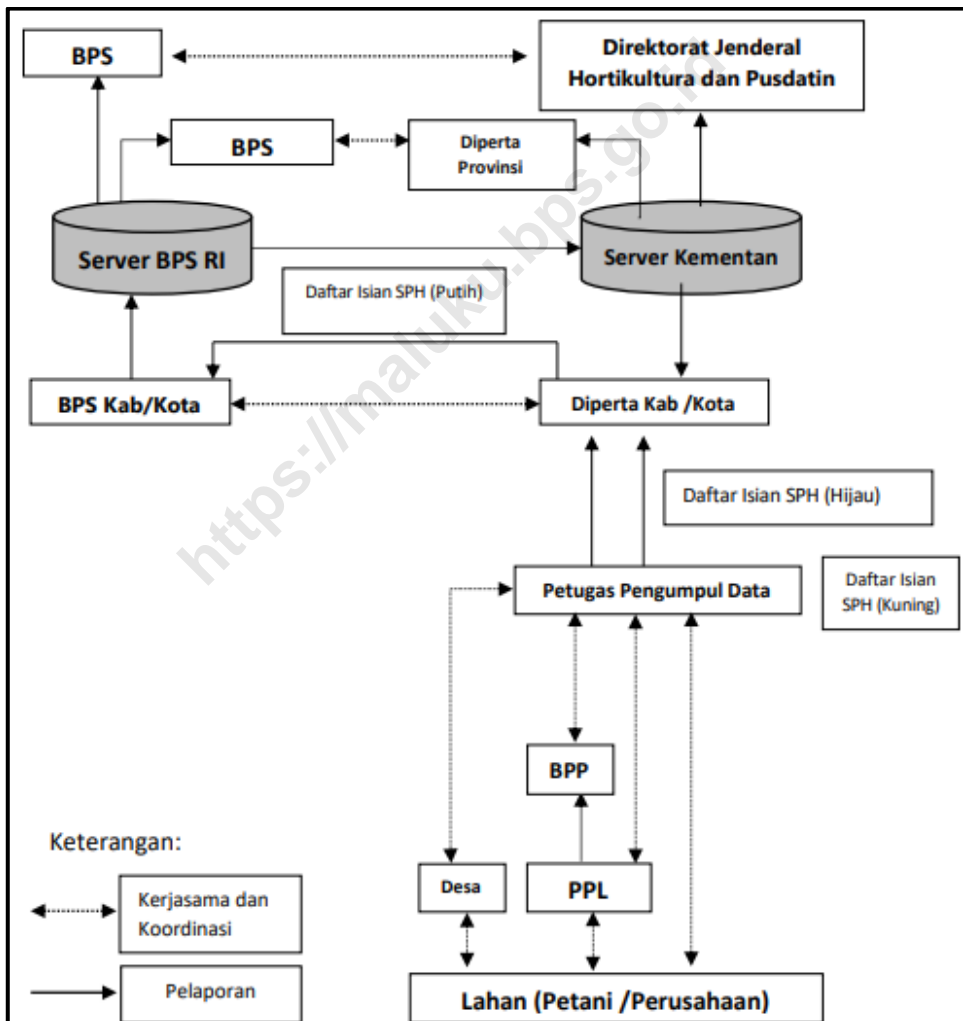 BPS
Direktorat Jenderal
Hortikultura dan Pusdatin
BPS
Diperta
Provinsi
Server BPS RI
Server Kementan
Daftar Isian SPH (Putih)
BPS Kab/Kota
Diperta Kab /Kota
Daftar Isian SPH (Hijau)
Petugas Pengumpul Data
Daftar Isian
SPH (Kuning)
BPP
Keterangan:
Desa
PPL
Kerjasama dan
Koordinasi
Pelaporan
Lahan (Petani /Perusahaan)
https://maluku.bps.go.id